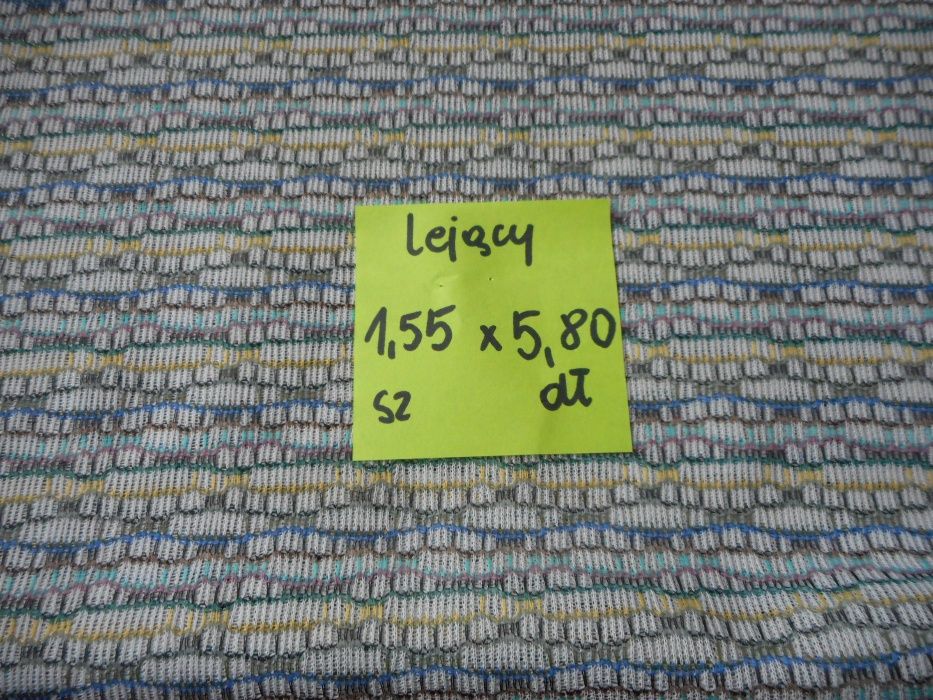 lejący
1,55 x 5,80
sz dł